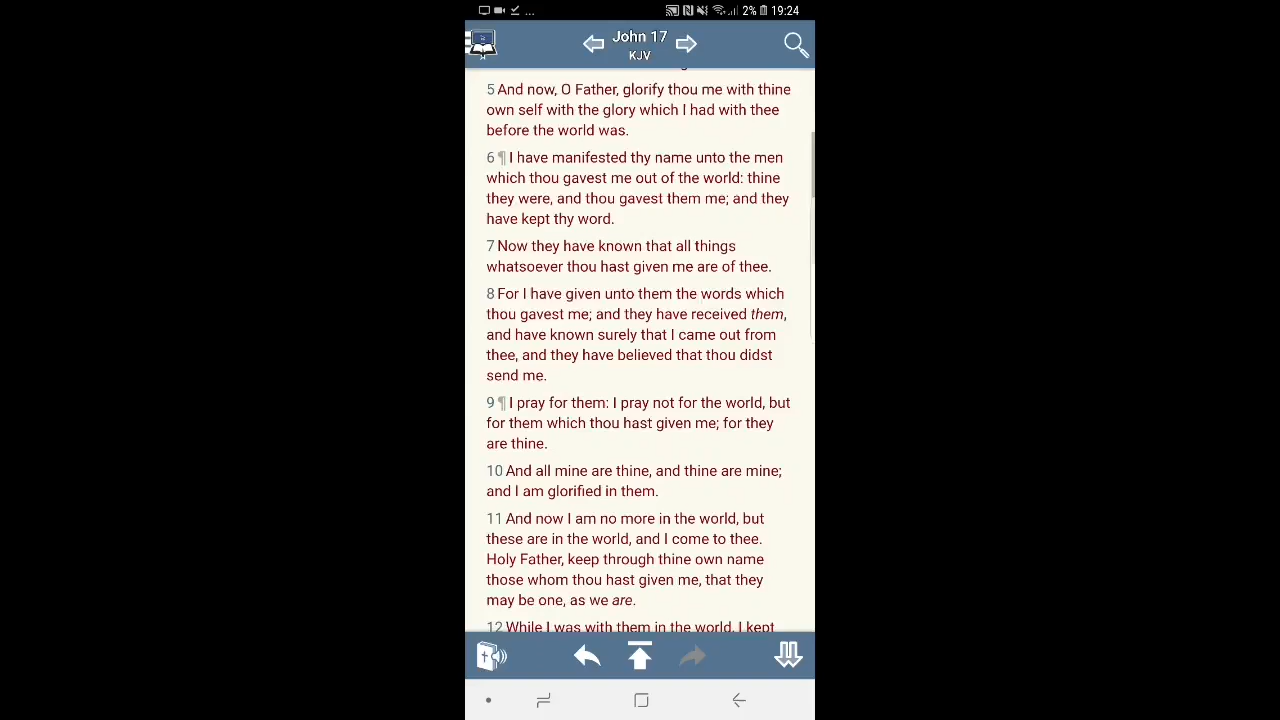 ... 2% 19:24
John 17
KJV
5 And now, O Father, glorify thou me with thine
own self with the glory which I had with thee
before the world was.
6 ¶ I have manifested thy name unto the men
which thou gavest me out of the world: thine
they were, and thou gavest them me; and they
have kept thy word.
7 Now they have known that all things
whatsoever thou hast given me are of thee.
8 For I have given unto them the words which
thou gavest me; and they have received them,
and have known surely that I came out from
thee, and they have believed that thou didst
send me.
9 ¶ I pray for them: I pray not for the world, but
for them which thou hast given me; for they
are thine.
10 And all mine are thine, and thine are mine;
and I am glorified in them.
11 And now I am no more in the world, but
these are in the world, and I come to thee.
Holy Father, keep through thine own name
those whom thou hast given me, that they
may be one, as we are.
12 While I was with them in the world, I kept